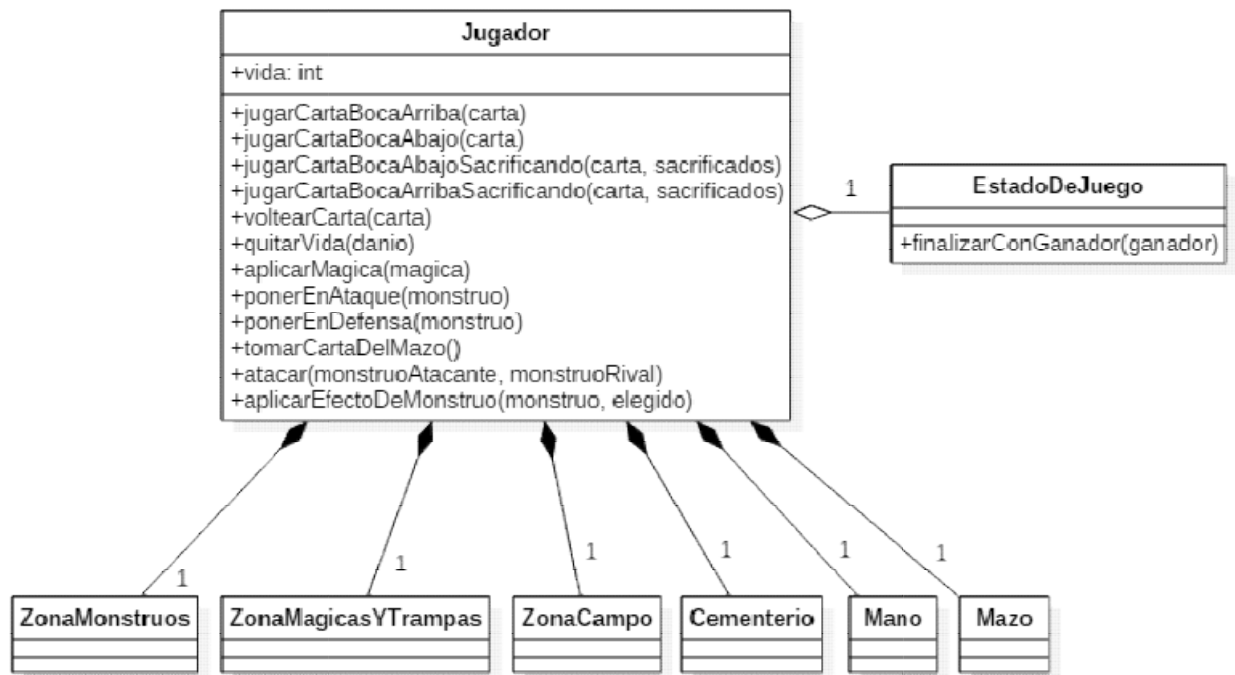 Jugador
+vida: int
+jugarCartaBocaArriba(carta)
+jugarCartaBocaAbajo(carta)
+jugarCartaBocaAbajoSacrificando(carta, sacrificados)
+jugarCartaBocaArribaSacrificando(carta, sacrificados)
+voltearCarta(carta)
+quitarVida(danio)
+aplicarMagica(magica)
+ponerEnAtaque(monstruo)
+ponerEnDefensa(monstruo)
+tomarCartaDelMazo()
+atacar(monstruoAtacante, monstruoRival)
+aplicarEfectoDeMonstruo(monstruo, elegido)
1
EstadoDeJuego
+finalizarConGanador(ganador)
1
1
1
1
1
1
ZonaMonstruos
ZonaMagicasYTrampas
ZonaCampo
Cementerio
Mano
Mazo